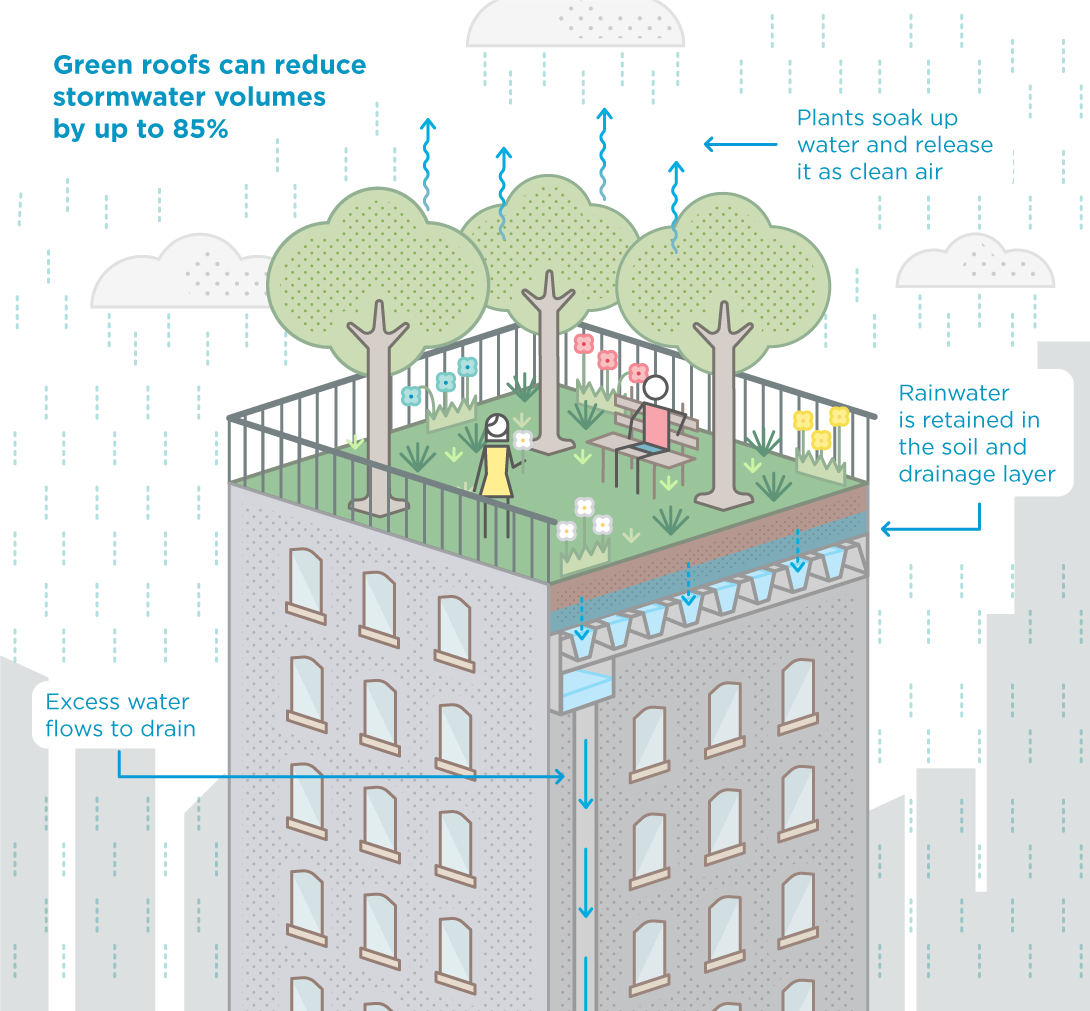 Green roofs can reduce
stormwater volumes
by up to 85%
Plants soak up
water and release
it as clean air
Rainwater
is retained in
the soil and
drainage layer
Excess water
flows to drain